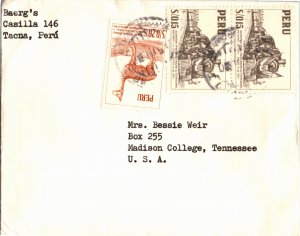 Baerg's
Casilla 146
Tacna, Perú
PERU
S/.0.15
PERU
S/.0.15
PERU
Mrs. Bessie Weir
Box 255
Madison College, Tennessee
U. S. A.